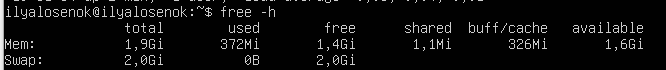 ilyalosenok@ilyalosenok:~$ free -h
total used free shared buff/cache available
Mem: 1,9Gi 372Mi 1,4Gi 1,1Mi 326Mi 1,6Gi
Swap: 2,0Gi 0B 2,0Gi